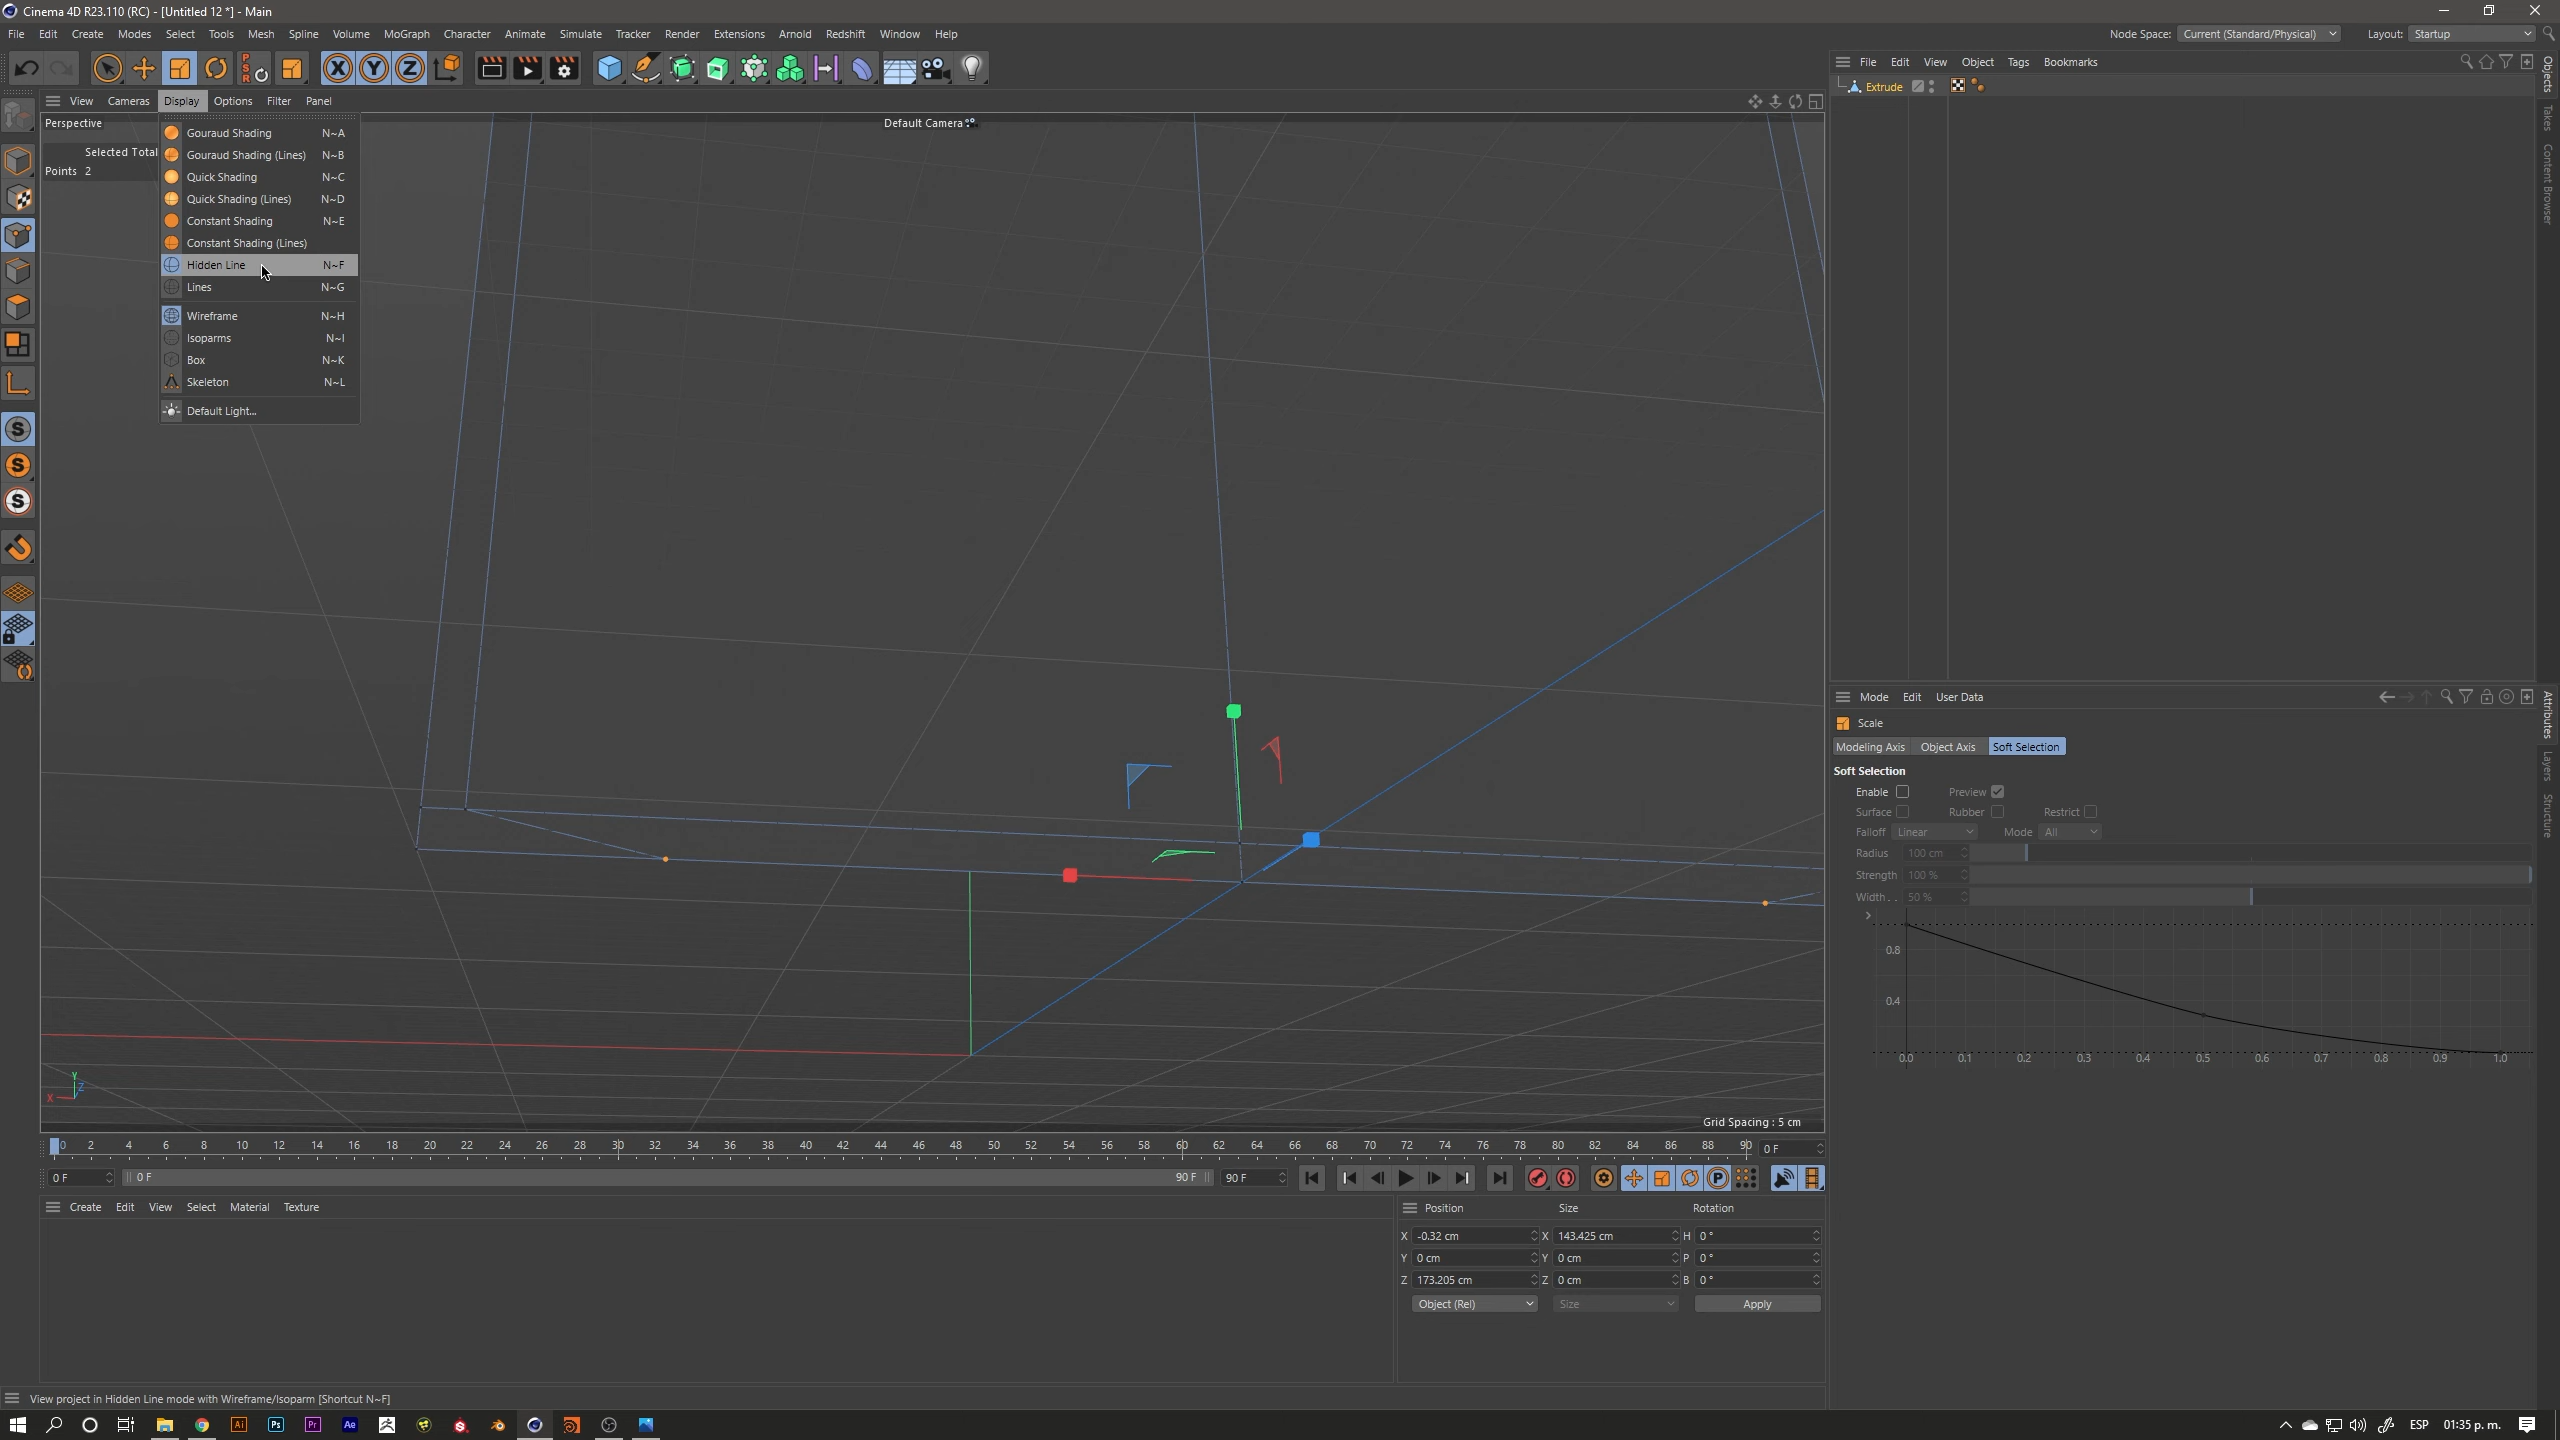 Cinema 4D R23.110 (RC) - [Untitled 12 *] - Main
File Edit Create Modes Select Tools Mesh Spline Volume MoGraph Character Animate Simulate Tracker Render Extensions Arnold Redshift Window Help
Node Space: Current (Standard/Physical) Layout: Startup
PSR X Y Z
File Edit View Object Tags Bookmarks
Extrude
Objects
Takes
Content Browser
View Cameras Display Options Filter Panel
Perspective
Default Camera
Selected Total
Points 2
Gouraud Shading N~A
Gouraud Shading (Lines) N~B
Quick Shading N~C
Quick Shading (Lines) N~D
Constant Shading N~E
Constant Shading (Lines)
Hidden Line N~F
Lines N~G
Wireframe N~H
Isoparms N~I
Box N~K
Skeleton N~L
Default Light...
S
S
S
Mode Edit User Data
Scale
Modeling Axis Object Axis Soft Selection
Soft Selection
Enable Preview
Surface Rubber Restrict
Falloff Linear Mode All
Radius 100 cm
Strength 100 %
Width.. 50 %
0.8
0.4
0.0 0.1 0.2 0.3 0.4 0.5 0.6 0.7 0.8 0.9 1.0
Attributes
Layers
Structure
Y
Z
X
Grid Spacing : 5 cm
0 2 4 6 8 10 12 14 16 18 20 22 24 26 28 30 32 34 36 38 40 42 44 46 48 50 52 54 56 58 60 62 64 66 68 70 72 74 76 78 80 82 84 86 88 90 0 F
0 F 0 F 90 F 90 F P
Create Edit View Select Material Texture
Position Size Rotation
X -0.32 cm X 143.425 cm H 0 °
Y 0 cm Y 0 cm P 0 °
Z 173.205 cm Z 0 cm B 0 °
Object (Rel) Size Apply
View project in Hidden Line mode with Wireframe/Isoparm [Shortcut N~F]
Ai Ps Pr Ae
ESP 01:35 p. m.